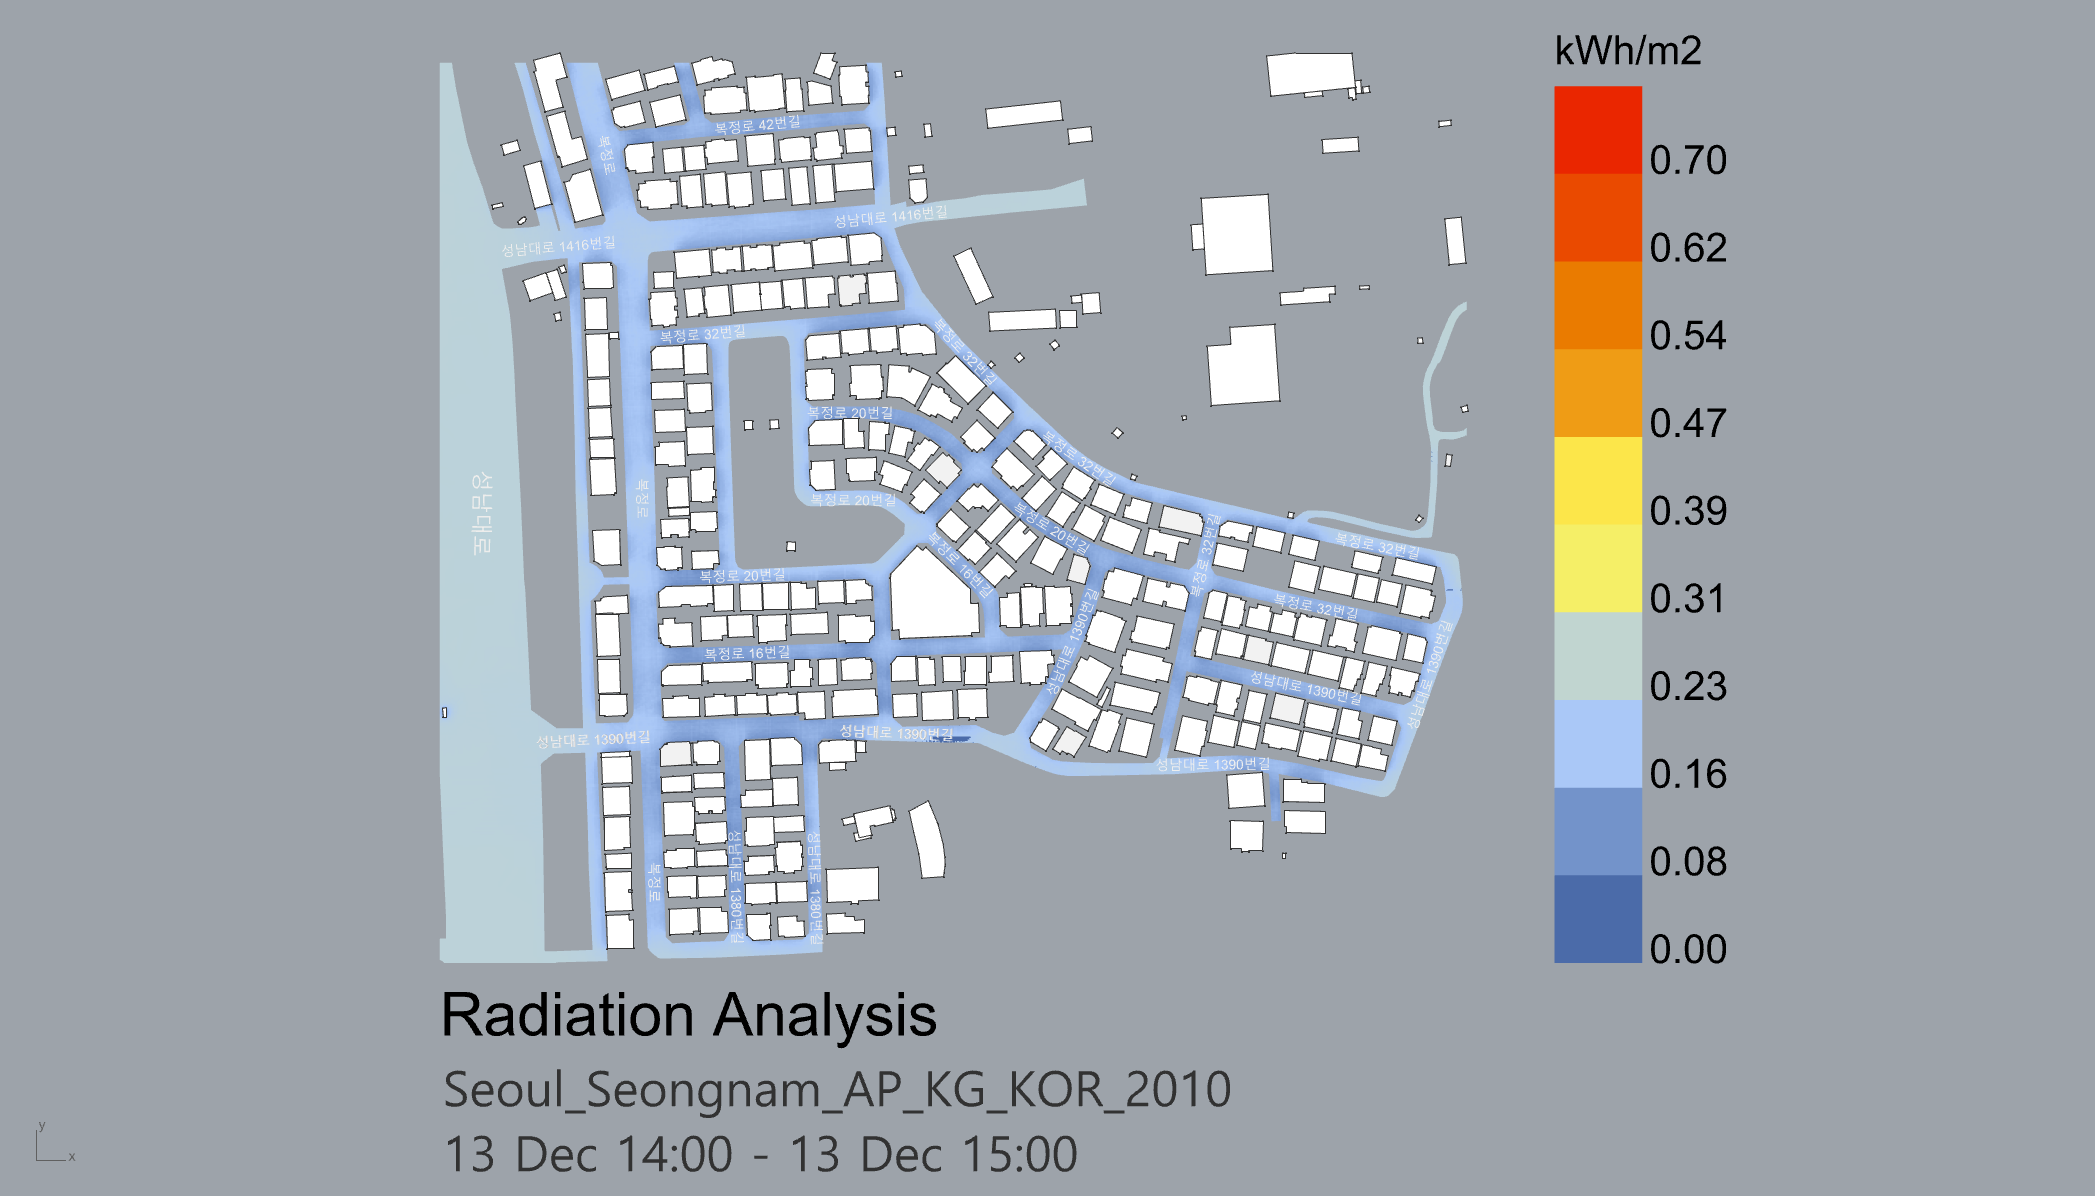 kWh/m2
0.70
0.62
0.54
0.47
0.39
0.31
0.23
0.16
0.08
0.00
복정로 42번길
복정로
성남대로 1416번길
성남대로 1416번길
복정로 32번길
복정로 32번길
복정로 20번길
복정로 32번길
성남대로
복정로
복정로 20번길
복정로 20번길
복정로 32번길
복정로 32번길
복정로 16번길
복정로 20번길
복정로 32번길
성남대로 1390번길
성남대로 1390번길
복정로 16번길
성남대로 1390번길
성남대로 1390번길
성남대로 1390번길
성남대로 1390번길
복정로
성남대로 1380번길
성남대로 1380번길
Radiation Analysis
Seoul_Seongnam_AP_KG_KOR_2010
13 Dec 14:00 - 13 Dec 15:00
y
x